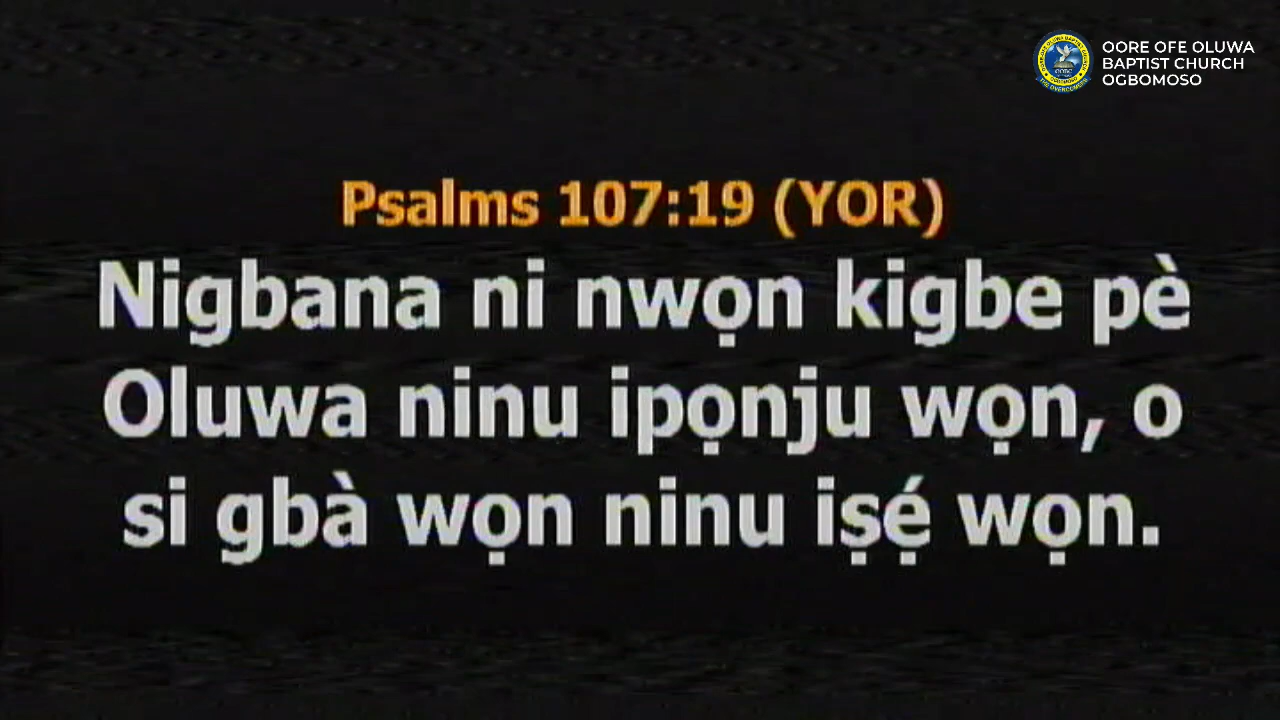 OORE OFE OLUWA
BAPTIST CHURCH
OGBOMOSO
Psalms 107:19 (YOR)
Nigbana ni nwọn kigbe pè
Oluwa ninu ipọnju wọn, o
si gbà wọn ninu iṣẹ́ wọn.